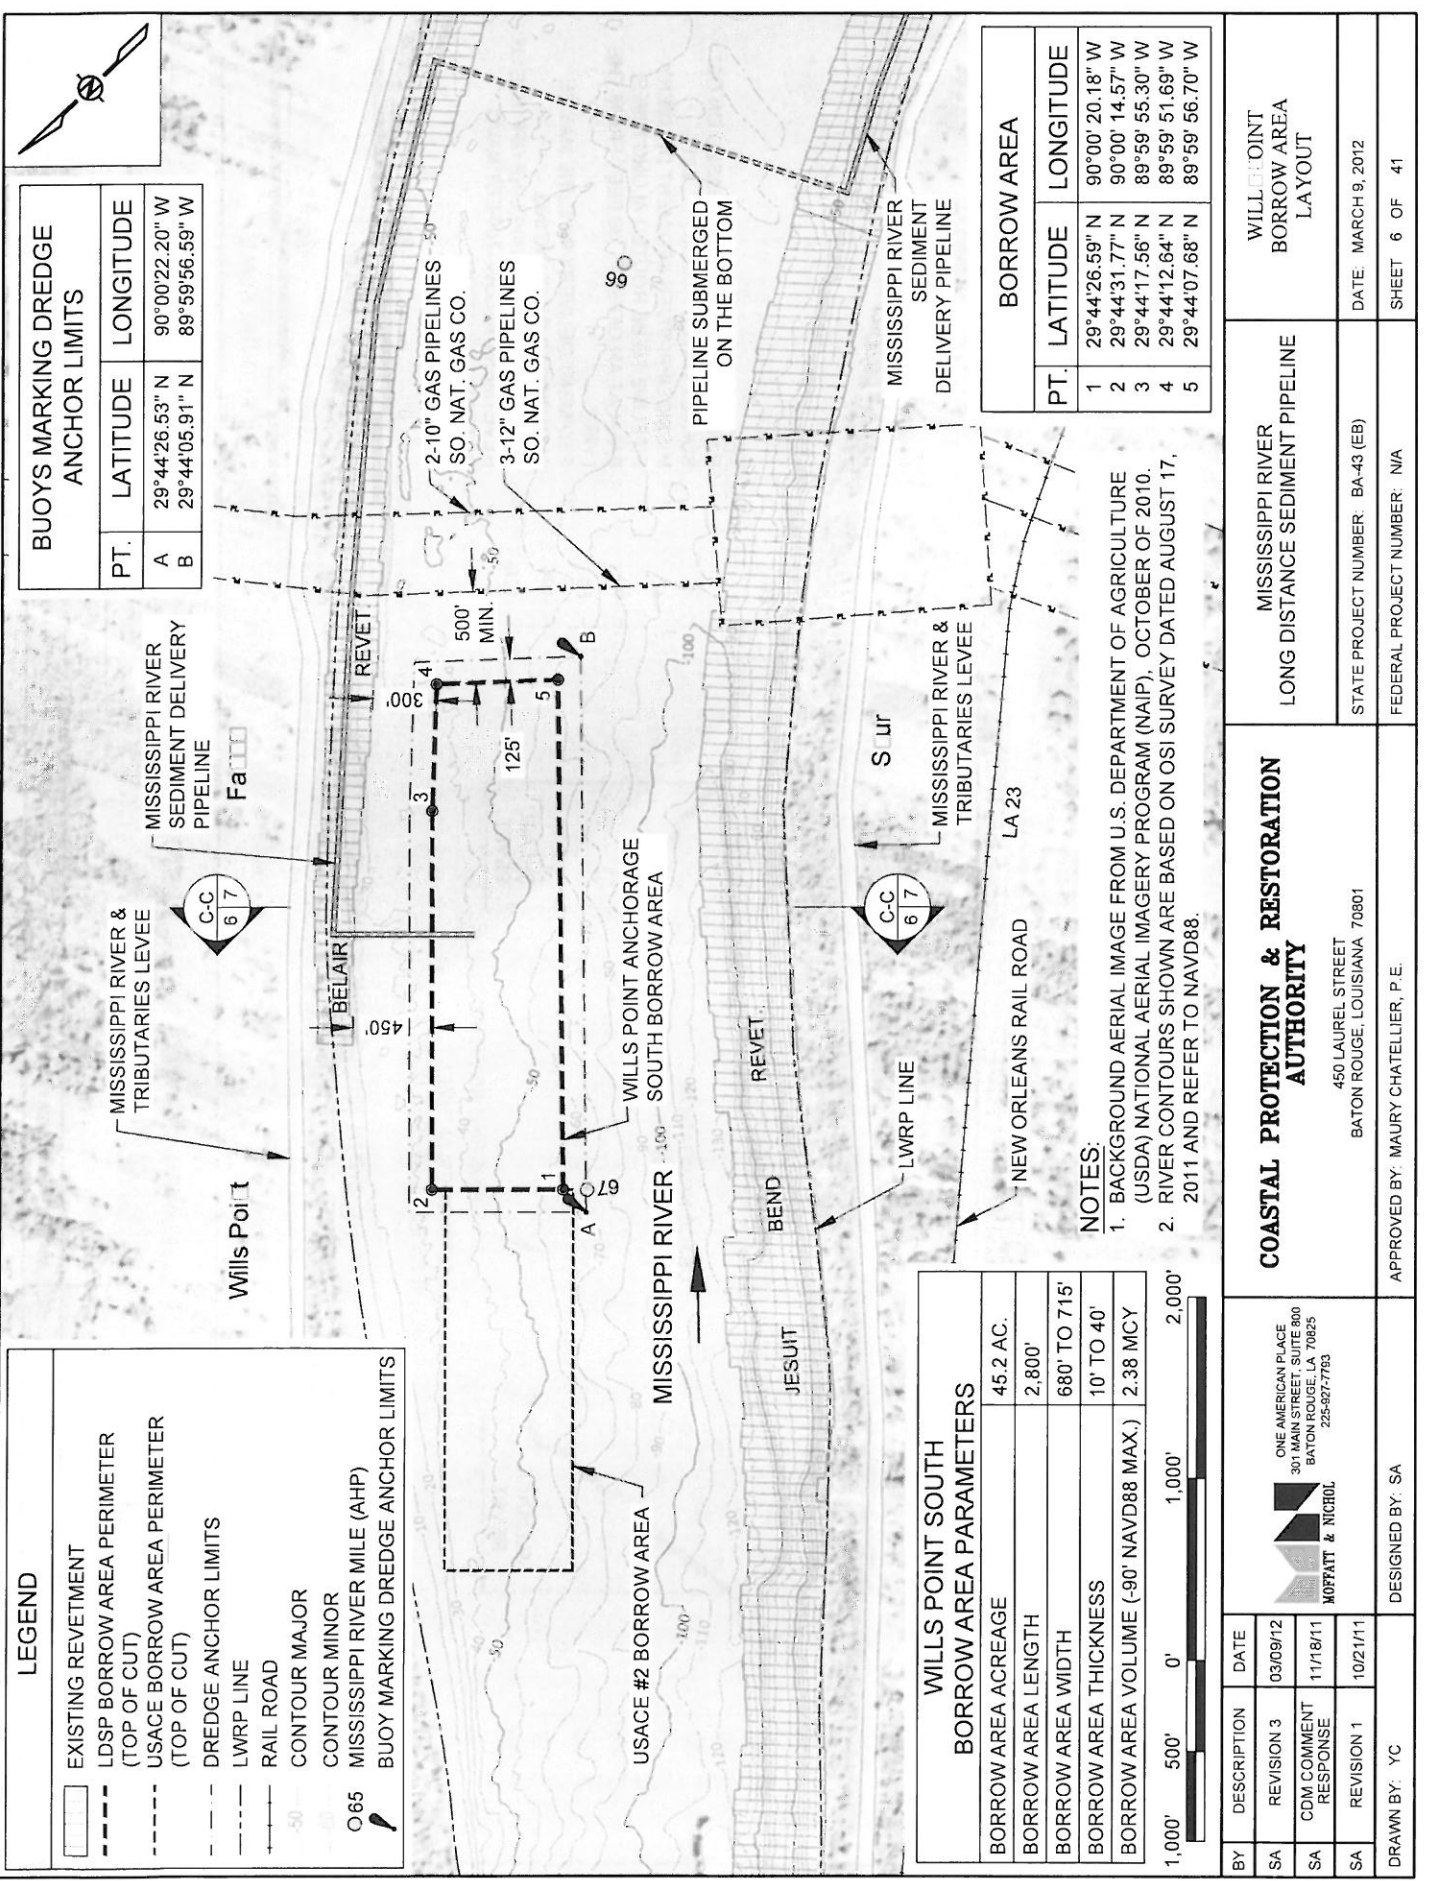 LEGEND
EXISTING REVETMENT
LDSP BORROW AREA PERIMETER
(TOP OF CUT)
USACE BORROW AREA PERIMETER
(TOP OF CUT)
DREDGE ANCHOR LIMITS
LWRP LINE
RAIL ROAD
-50
CONTOUR MAJOR
CONTOUR MINOR
65
MISSISSIPPI RIVER MILE (AHP)
BUOY MARKING DREDGE ANCHOR LIMITS
BUOYS MARKING DREDGE
ANCHOR LIMITS
PT. LATITUDE LONGITUDE
A 29°44'26.53" N 90°00'22.20" W
B 29°44'05.91" N 89°59'56.59" W
N
MISSISSIPPI RIVER &
TRIBUTARIES LEVEE
MISSISSIPPI RIVER
SEDIMENT DELIVERY
PIPELINE
C-C
6 7
BELAIR
REVET
450'
300'
500'
MIN.
125'
2
3
4
1
5
A
B
67
66
2-10" GAS PIPELINES
SO. NAT. GAS CO.
3-12" GAS PIPELINES
SO. NAT. GAS CO.
PIPELINE SUBMERGED
ON THE BOTTOM
MISSISSIPPI RIVER
SEDIMENT
DELIVERY PIPELINE
WILLS POINT ANCHORAGE
SOUTH BORROW AREA
USACE #2 BORROW AREA
MISSISSIPPI RIVER
JESUIT
BEND
REVET.
LWRP LINE
NEW ORLEANS RAIL ROAD
C-C
6 7
MISSISSIPPI RIVER &
TRIBUTARIES LEVEE
LA 23
-50
-50
-50
-50
-100
-100
-100
BORROW AREA
PT. LATITUDE LONGITUDE
1 29°44'26.59" N 90°00' 20.18" W
2 29°44'31.77" N 90°00' 14.57" W
3 29°44'17.56" N 89°59' 55.30" W
4 29°44'12.64" N 89°59' 51.69" W
5 29°44'07.68" N 89°59' 56.70" W
NOTES:
1. BACKGROUND AERIAL IMAGE FROM U.S. DEPARTMENT OF AGRICULTURE
(USDA) NATIONAL AERIAL IMAGERY PROGRAM (NAIP), OCTOBER OF 2010.
2. RIVER CONTOURS SHOWN ARE BASED ON OSI SURVEY DATED AUGUST 17,
2011 AND REFER TO NAVD88.
WILLS POINT SOUTH
BORROW AREA PARAMETERS
BORROW AREA ACREAGE 45.2 AC.
BORROW AREA LENGTH 2,800'
BORROW AREA WIDTH 680' TO 715'
BORROW AREA THICKNESS 10' TO 40'
BORROW AREA VOLUME (-90' NAVD88 MAX.) 2.38 MCY
1,000' 500' 0' 1,000' 2,000'
BY DESCRIPTION DATE
SA REVISION 3 03/09/12
SA CDM COMMENT RESPONSE 11/18/11
SA REVISION 1 10/21/11
DRAWN BY: YC
DESIGNED BY: SA
MOFFATT & NICHOL
ONE AMERICAN PLACE
301 MAIN STREET, SUITE 800
BATON ROUGE, LA 70825
225-927-7793
COASTAL PROTECTION & RESTORATION
AUTHORITY
450 LAUREL STREET
BATON ROUGE, LOUISIANA 70801
APPROVED BY: MAURY CHATELLIER, P.E.
MISSISSIPPI RIVER
LONG DISTANCE SEDIMENT PIPELINE
STATE PROJECT NUMBER: BA-43 (EB)
FEDERAL PROJECT NUMBER: N/A
BORROW AREA
LAYOUT
DATE: MARCH 9, 2012
SHEET 6 OF 41